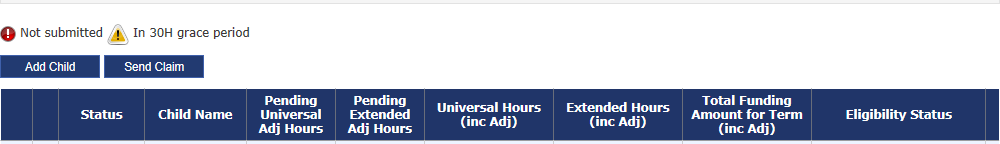 Not submitted In 30H grace period
Add Child Send Claim
Status Child Name Pending Universal Adj Hours Pending Extended Adj Hours Universal Hours (inc Adj) Extended Hours (inc Adj) Total Funding Amount for Term (inc Adj) Eligibility Status